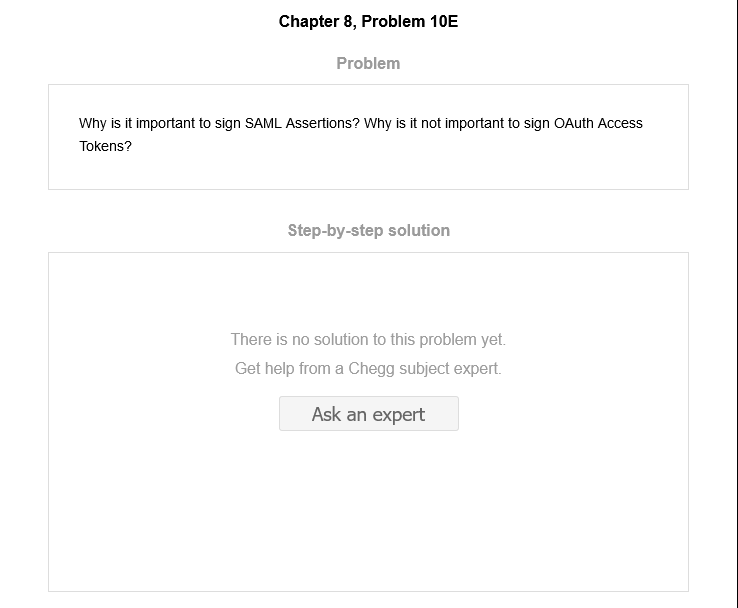 Chapter 8, Problem 10E
Problem
Why is it important to sign SAML Assertions? Why is it not important to sign OAuth Access
Tokens?
Step-by-step solution
There is no solution to this problem yet.
Get help from a Chegg subject expert.
Ask an expert